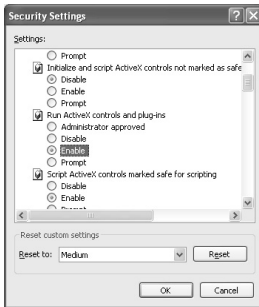 Security Settings
Settings:
Prompt
Initialize and script ActiveX controls not marked as safe
Disable
Enable
Prompt
Run ActiveX controls and plug-ins
Administrator approved
Disable
Enable
Prompt
Script ActiveX controls marked safe for scripting
Disable
Enable
Reset custom settings
Reset to: Medium Reset
OK Cancel